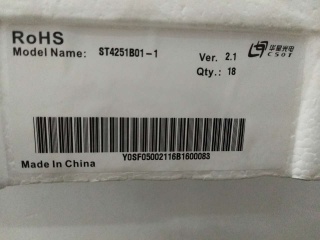 RoHS
Model Name: ST4251B01-1
Ver. 2.1
Qty.: 18
华星光电
CSOT
Y0SF05002116B1600083
Made In China